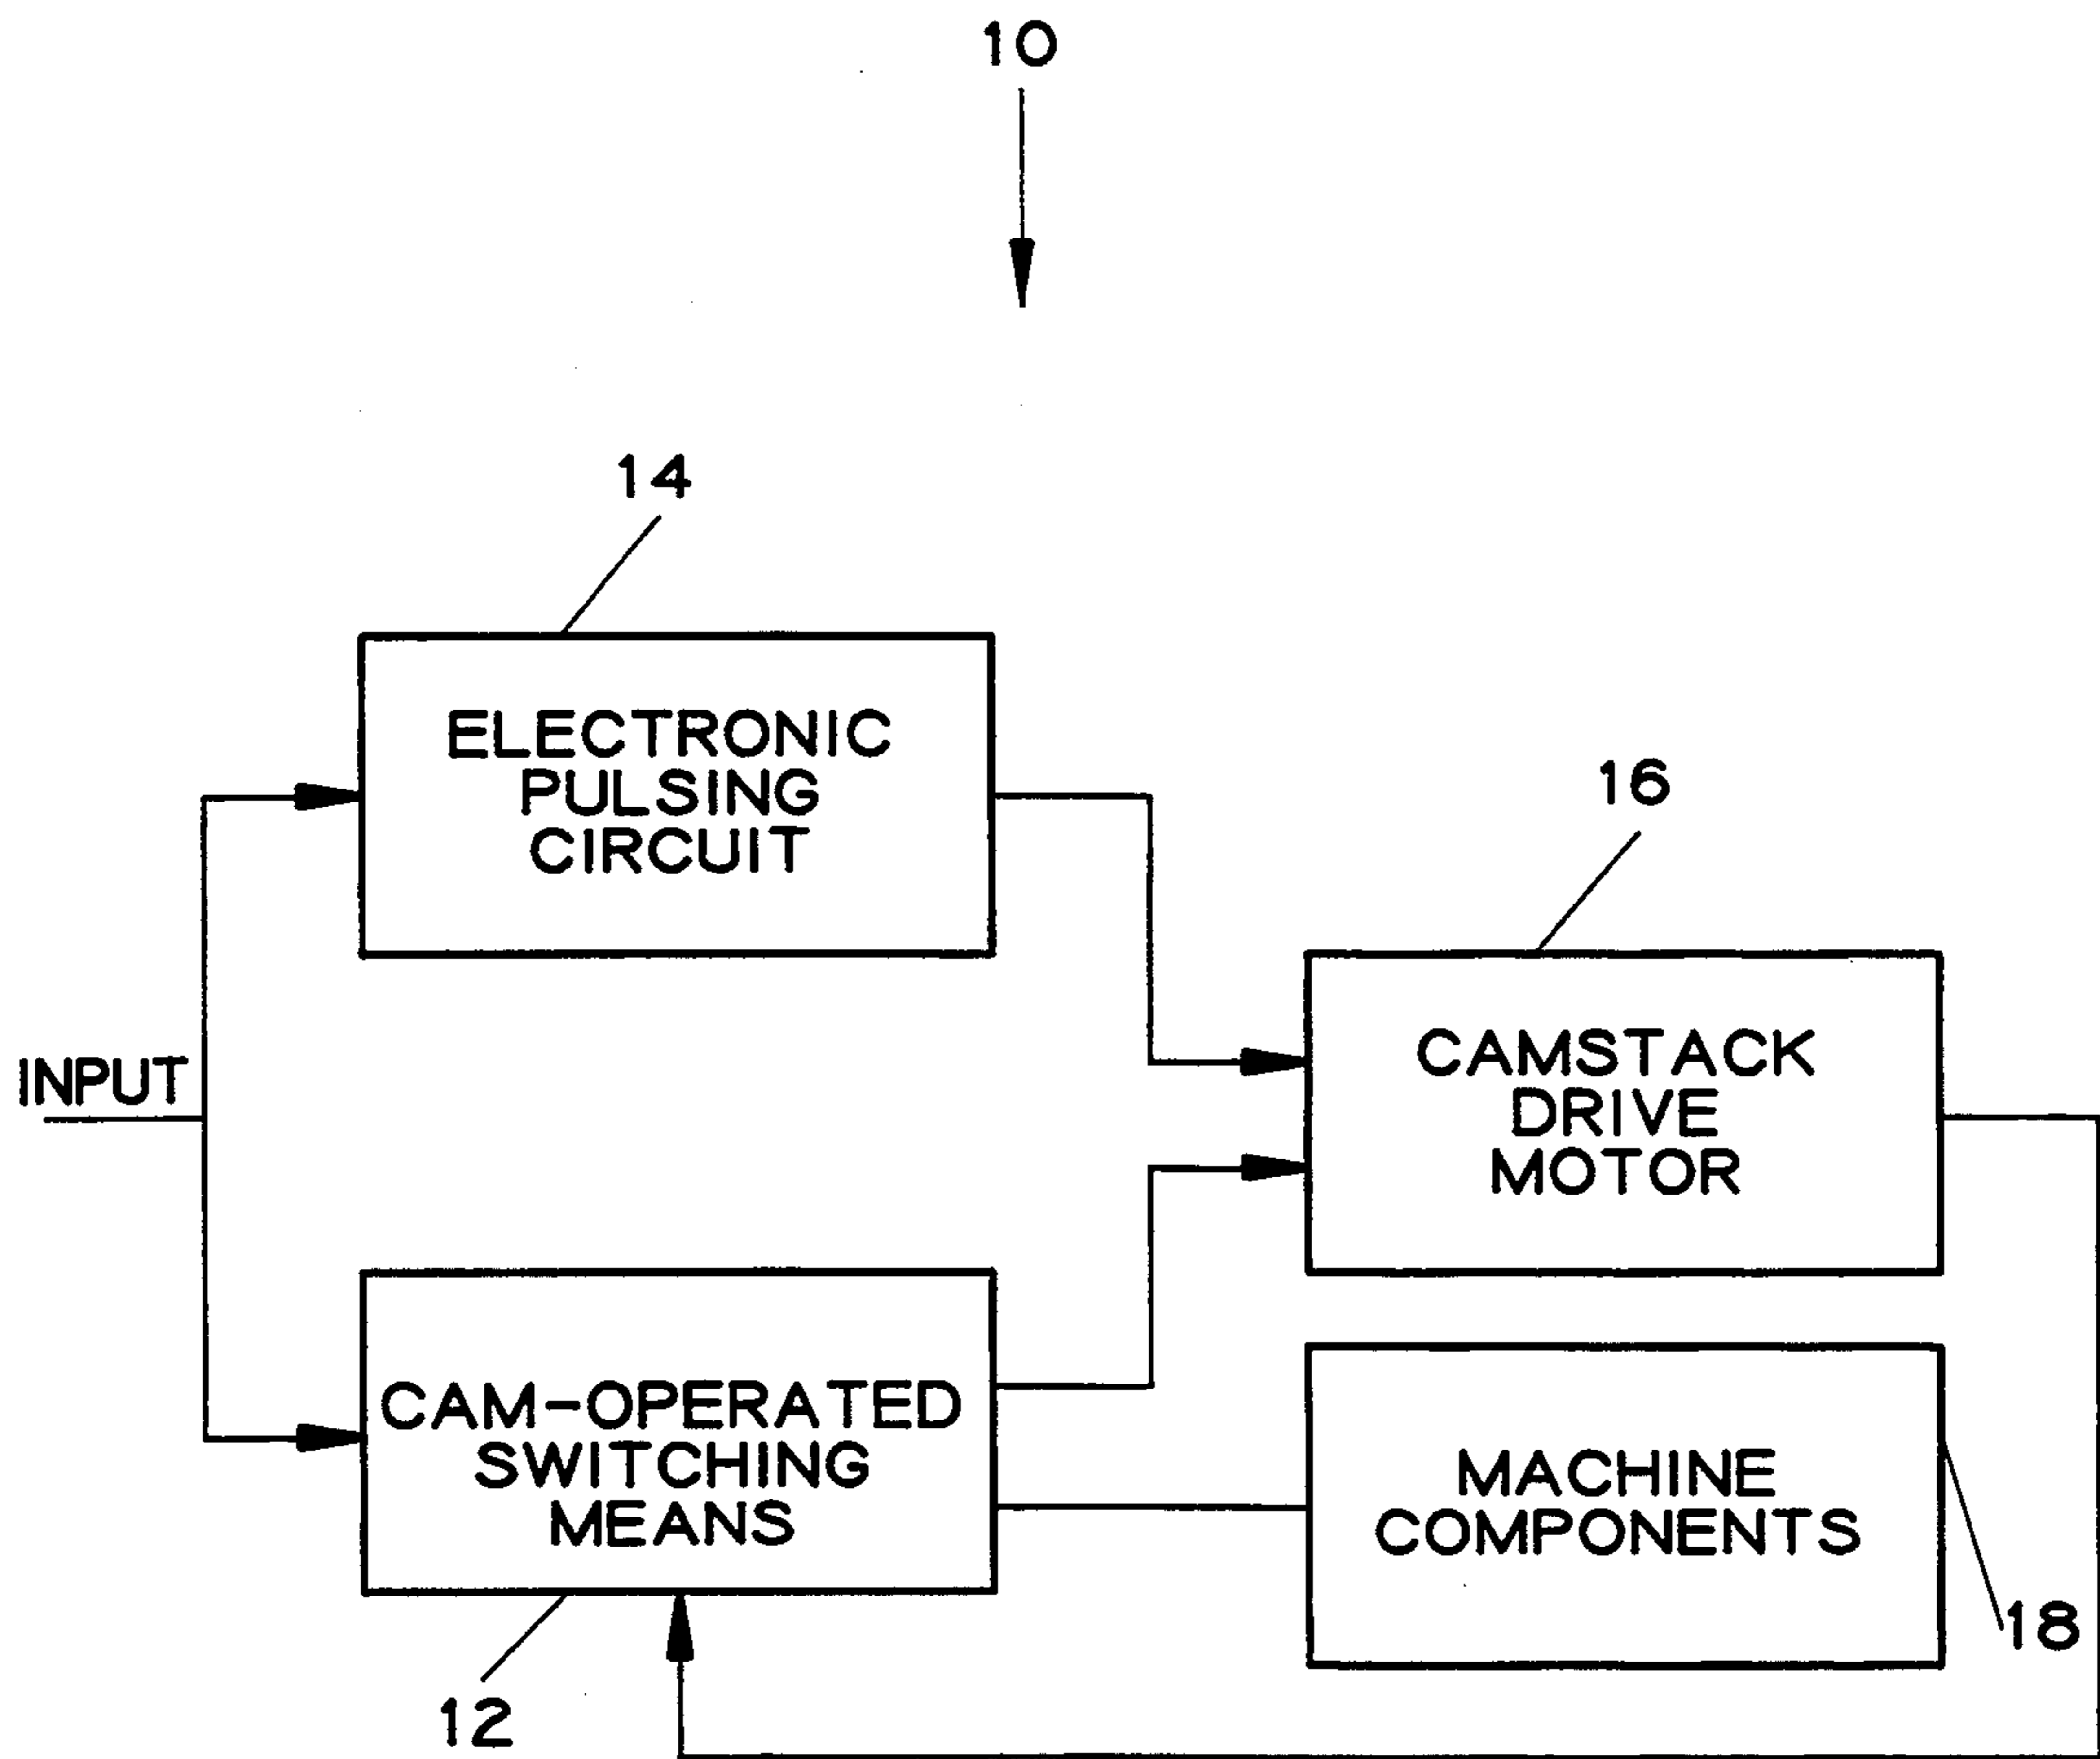 10
14
ELECTRONIC
PULSING
CIRCUIT
16
INPUT
CAMSTACK
DRIVE
MOTOR
CAM-OPERATED
SWITCHING
MEANS
MACHINE
COMPONENTS
18
12